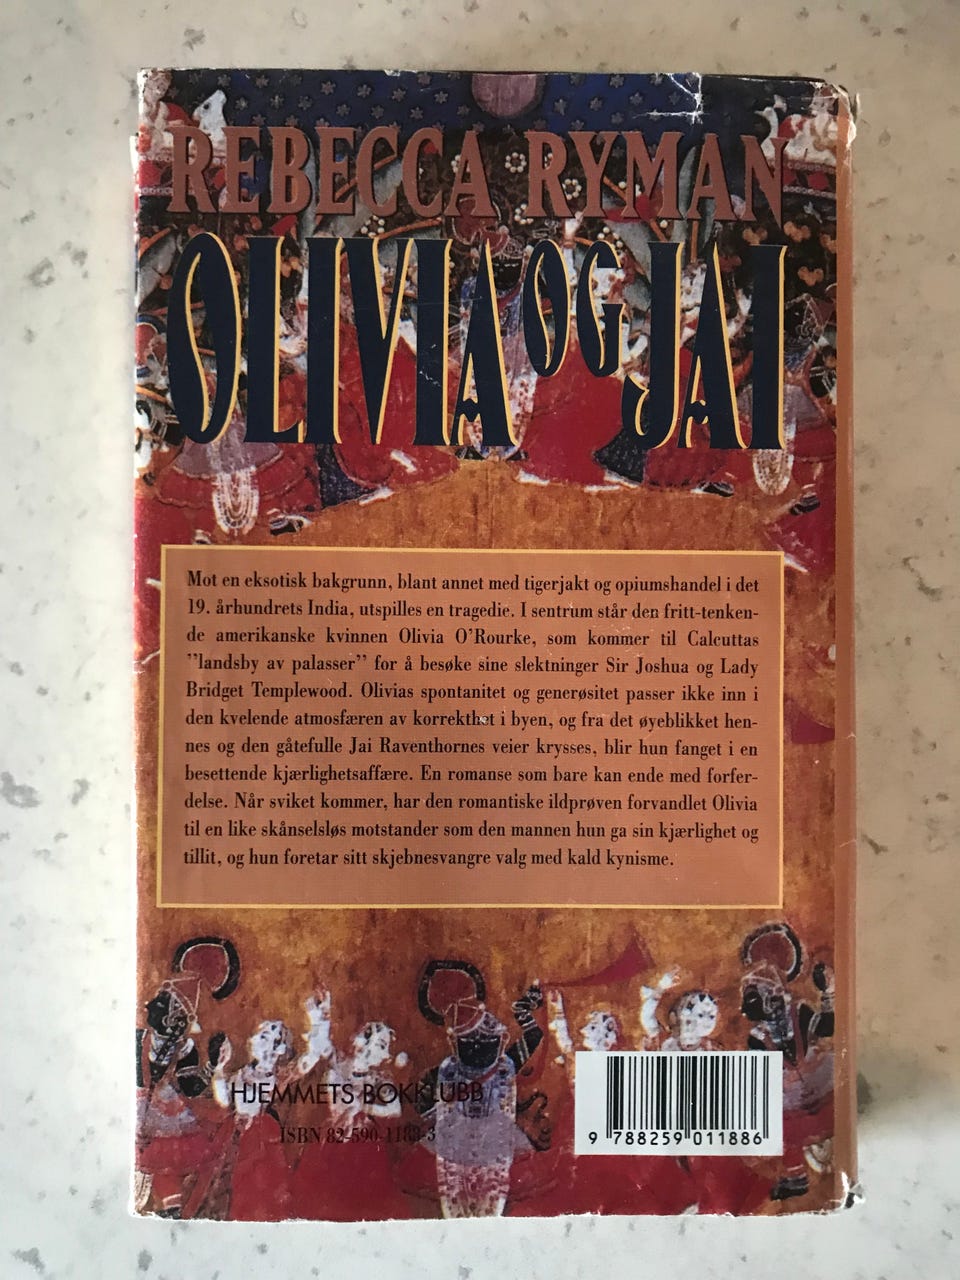 REBECCA RYMAN
OLIVIA OG JAI
Mot en eksotisk bakgrunn, blant annet med tigerjakt og opiumshandel i det
19. århundrets India, utspilles en tragedie. I sentrum står den fritt-tenken-
de amerikanske kvinnen Olivia O'Rourke, som kommer til Calcuttas
"landsby av palasser" for å besøke sine slektninger Sir Joshua og Lady
Bridget Templewood. Olivias spontanitet og generøsitet passer ikke inn i
den kvelende atmosfæren av korrekthet i byen, og fra det øyeblikket hen-
nes og den gåtefulle Jai Raventhornes veier krysses, blir hun fanget i en
besettende kjærlighetsaffære. En romanse som bare kan ende med forfer-
delse. Når sviket kommer, har den romantiske ildprøven forvandlet Olivia
til en like skånselsløs motstander som den mannen hun ga sin kjærlighet og
tillit, og hun foretar sitt skjebnesvangre valg med kald kynisme.
HJEMMETS BOKKLUBB
ISBN 82-590-1188-3
9 788259 011886